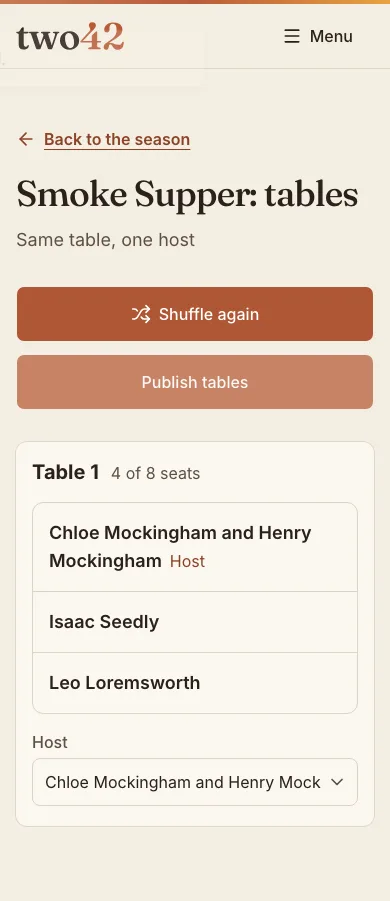 two42
Menu
Back to the season
Smoke Supper: tables
Same table, one host
Shuffle again
Publish tables
Table 1 4 of 8 seats
Chloe Mockingham and Henry
Mockingham Host
Isaac Seedly
Leo Loremsworth
Host
Chloe Mockingham and Henry Mock